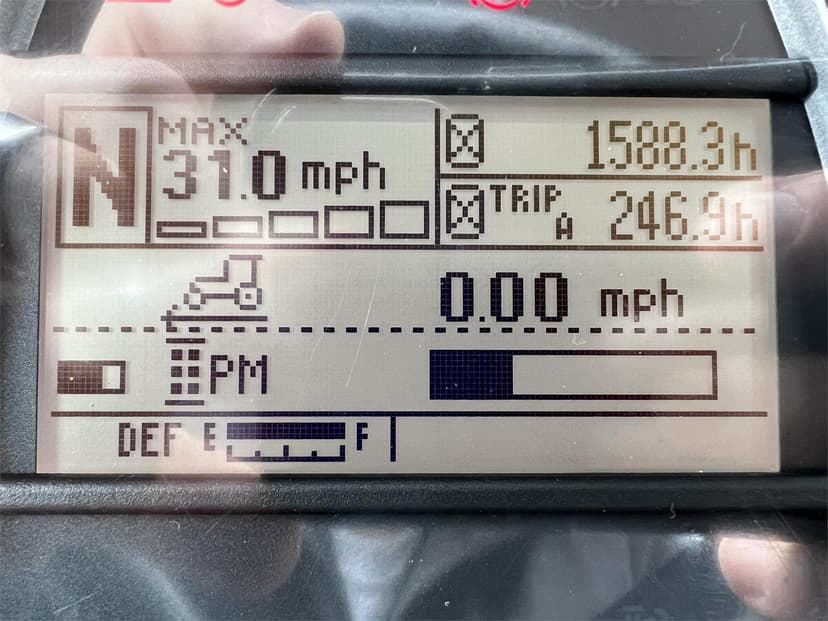 N
MAX
31.0 mph
1588.3h
TRIP A 246.9h
0.00 mph
PM
DEF E F